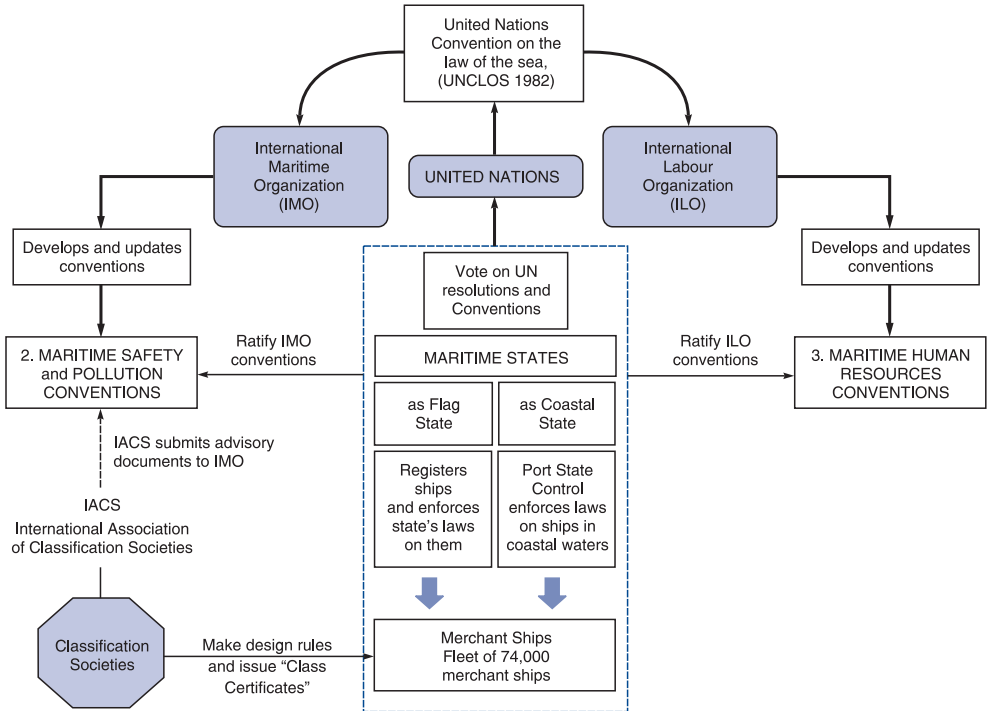 United Nations
Convention on the
law of the sea,
(UNCLOS 1982)
International
Maritime
Organization
(IMO)
UNITED NATIONS
International
Labour
Organization
(ILO)
Develops and updates
conventions
Vote on UN
resolutions and
Conventions
Develops and updates
conventions
2. MARITIME SAFETY
and POLLUTION
CONVENTIONS
Ratify IMO
conventions
MARITIME STATES
Ratify ILO
conventions
3. MARITIME HUMAN
RESOURCES
CONVENTIONS
as Flag
State
as Coastal
State
IACS submits advisory
documents to IMO
Registers
ships
and enforces
state’s laws
on them
Port State
Control
enforces laws
on ships in
coastal waters
IACS
International Association
of Classification Societies
Classification
Societies
Make design rules
and issue “Class
Certificates”
Merchant Ships
Fleet of 74,000
merchant ships